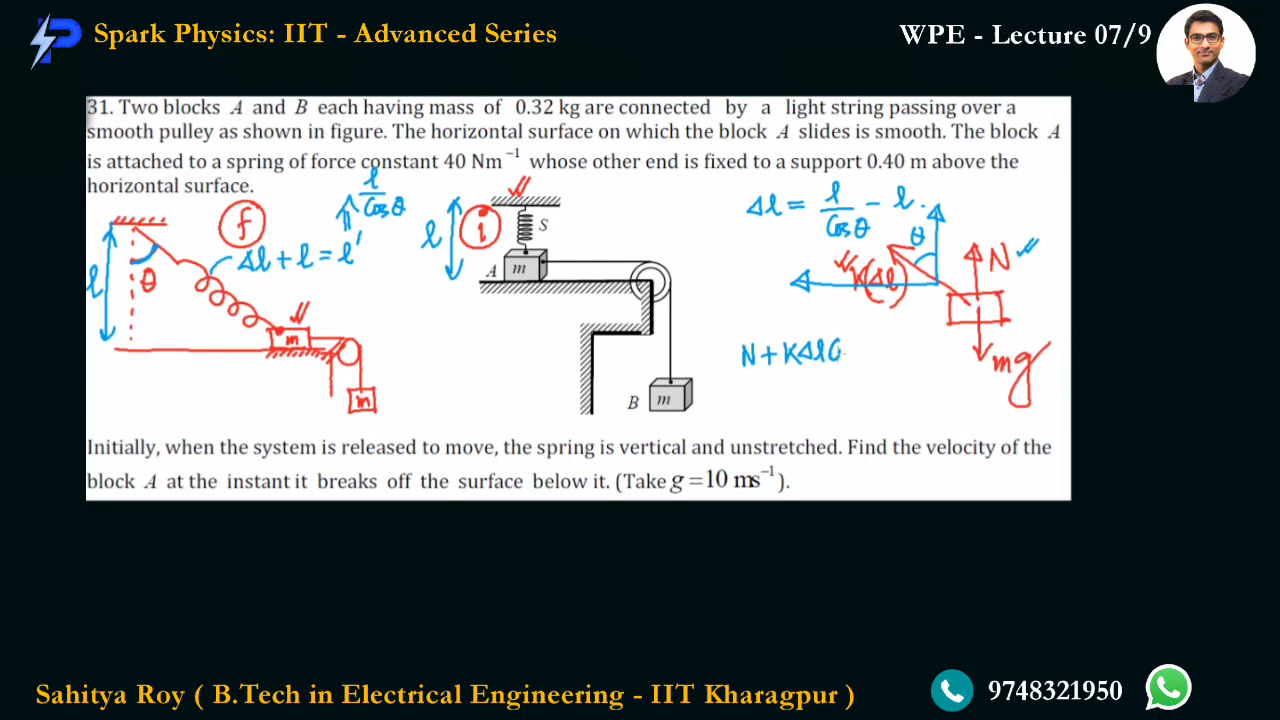 Spark Physics: IIT - Advanced Series
WPE - Lecture 07/9
31. Two blocks A and B each having mass of 0.32 kg are connected by a light string passing over a
smooth pulley as shown in figure. The horizontal surface on which the block A slides is smooth. The block A
is attached to a spring of force constant 40 Nm⁻¹ whose other end is fixed to a support 0.40 m above the
horizontal surface.
l/Cosθ
f
Δl + l = l'
l
θ
m
m
l
i
S
A m
B m
Δl = l/Cosθ - l.
θ
K(Δl)
N
mg
N + KΔlC
Initially, when the system is released to move, the spring is vertical and unstretched. Find the velocity of the
block A at the instant it breaks off the surface below it. (Take g = 10 ms⁻¹).
Sahitya Roy ( B.Tech in Electrical Engineering - IIT Kharagpur )
9748321950